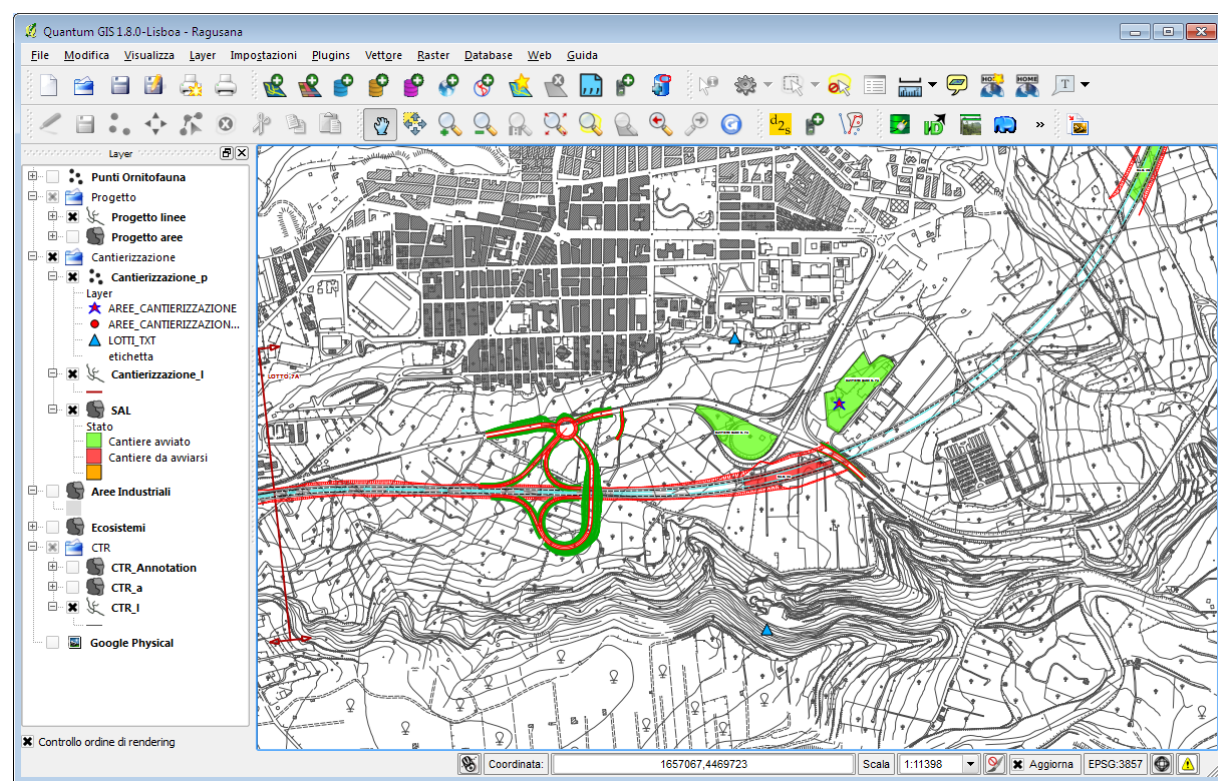 Quantum GIS 1.8.0-Lisboa - Ragusana
File Modifica Visualizza Layer Impostazioni Plugins Vettore Raster Database Web Guida
Layer
Punti Ornitofauna
Progetto
Progetto linee
Progetto aree
Cantierizzazione
Cantierizzazione_p
Layer
AREE_CANTIERIZZAZIONE
AREE_CANTIERIZZAZION...
LOTTI_TXT
etichetta
Cantierizzazione_l
SAL
Stato
Cantiere avviato
Cantiere da avviarsi
Aree Industriali
Ecosistemi
CTR
CTR_Annotation
CTR_a
CTR_l
Google Physical
Controllo ordine di rendering
Coordinata: 1657067,4469723 Scala 1:11398 Aggiorna EPSG:3857